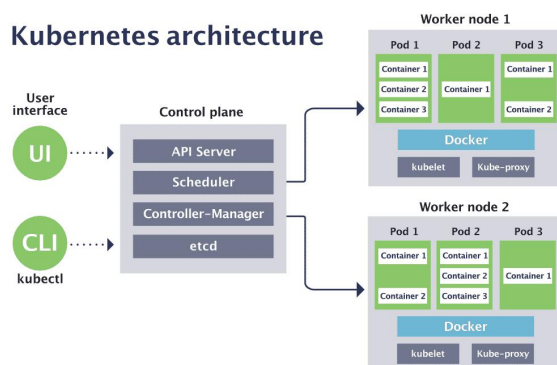 Kubernetes architecture
User
interface
UI
CLI
kubectl
Control plane
API Server
Scheduler
Controller-Manager
etcd
Worker node 1
Pod 1
Container 1
Container 2
Container 3
Pod 2
Container 1
Pod 3
Container 1
Container 2
Docker
kubelet
Kube-proxy
Worker node 2
Pod 1
Container 1
Container 2
Pod 2
Container 1
Container 2
Container 3
Pod 3
Container 1
Docker
kubelet
Kube-proxy